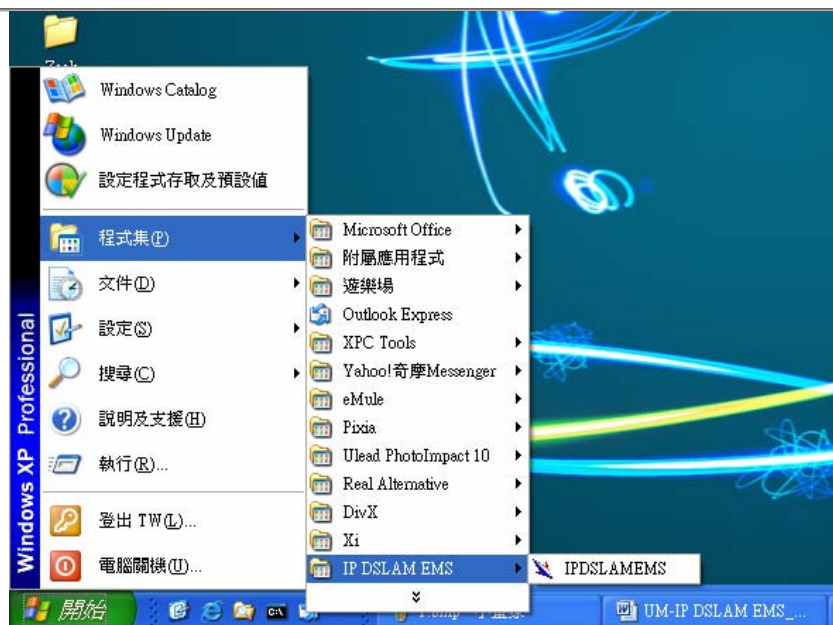 Windows Catalog
Windows Update
設定程式存取及預設值
程式集(P)
文件(D)
設定(S)
搜尋(C)
說明及支援(H)
執行(R)...
登出 TW(L)...
電腦關機(U)...
Windows XP Professional
Microsoft Office
附屬應用程式
遊樂場
Outlook Express
XPC Tools
Yahoo!奇摩Messenger
eMule
Pixia
Ulead PhotoImpact 10
Real Alternative
DivX
Xi
IP DSLAM EMS
IPDSLAMEMS
開始
UM-IP DSLAM EMS_...